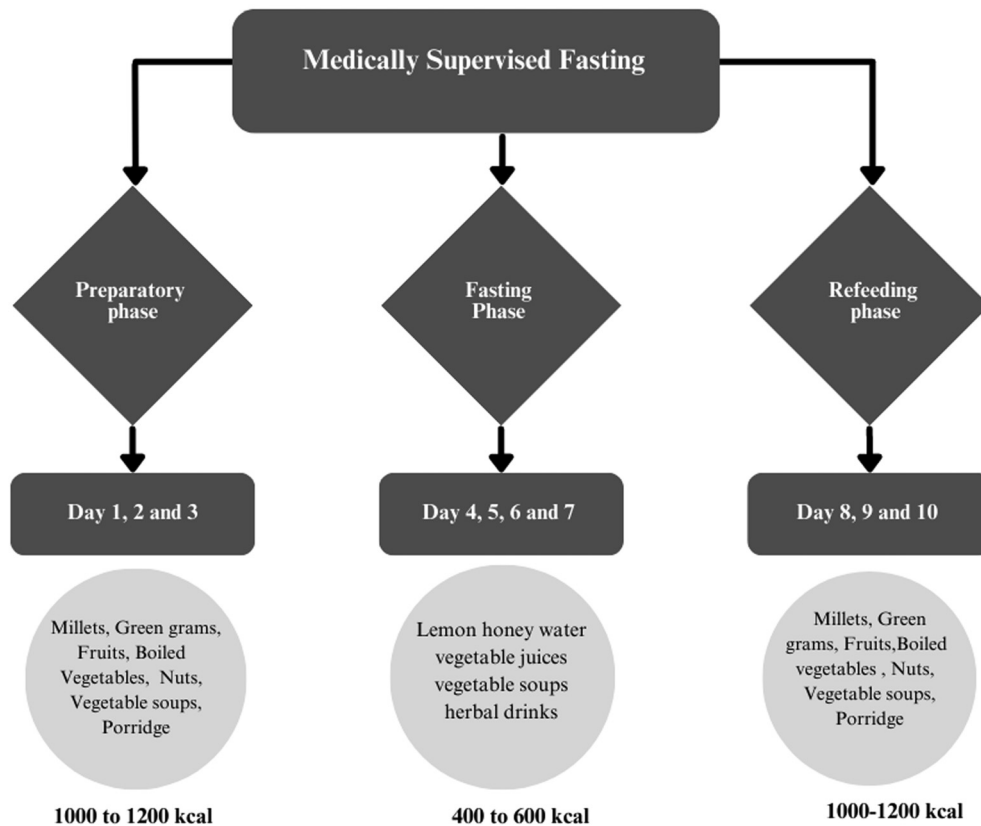 Medically Supervised Fasting
Preparatory
phase
Fasting
Phase
Refeeding
phase
Day 1, 2 and 3
Day 4, 5, 6 and 7
Day 8, 9 and 10
Millets, Green grams,
Fruits, Boiled
Vegetables, Nuts,
Vegetable soups,
Porridge
Lemon honey water
vegetable juices
vegetable soups
herbal drinks
Millets, Green
grams, Fruits,Boiled
vegetables , Nuts,
Vegetable soups,
Porridge
1000 to 1200 kcal
400 to 600 kcal
1000-1200 kcal